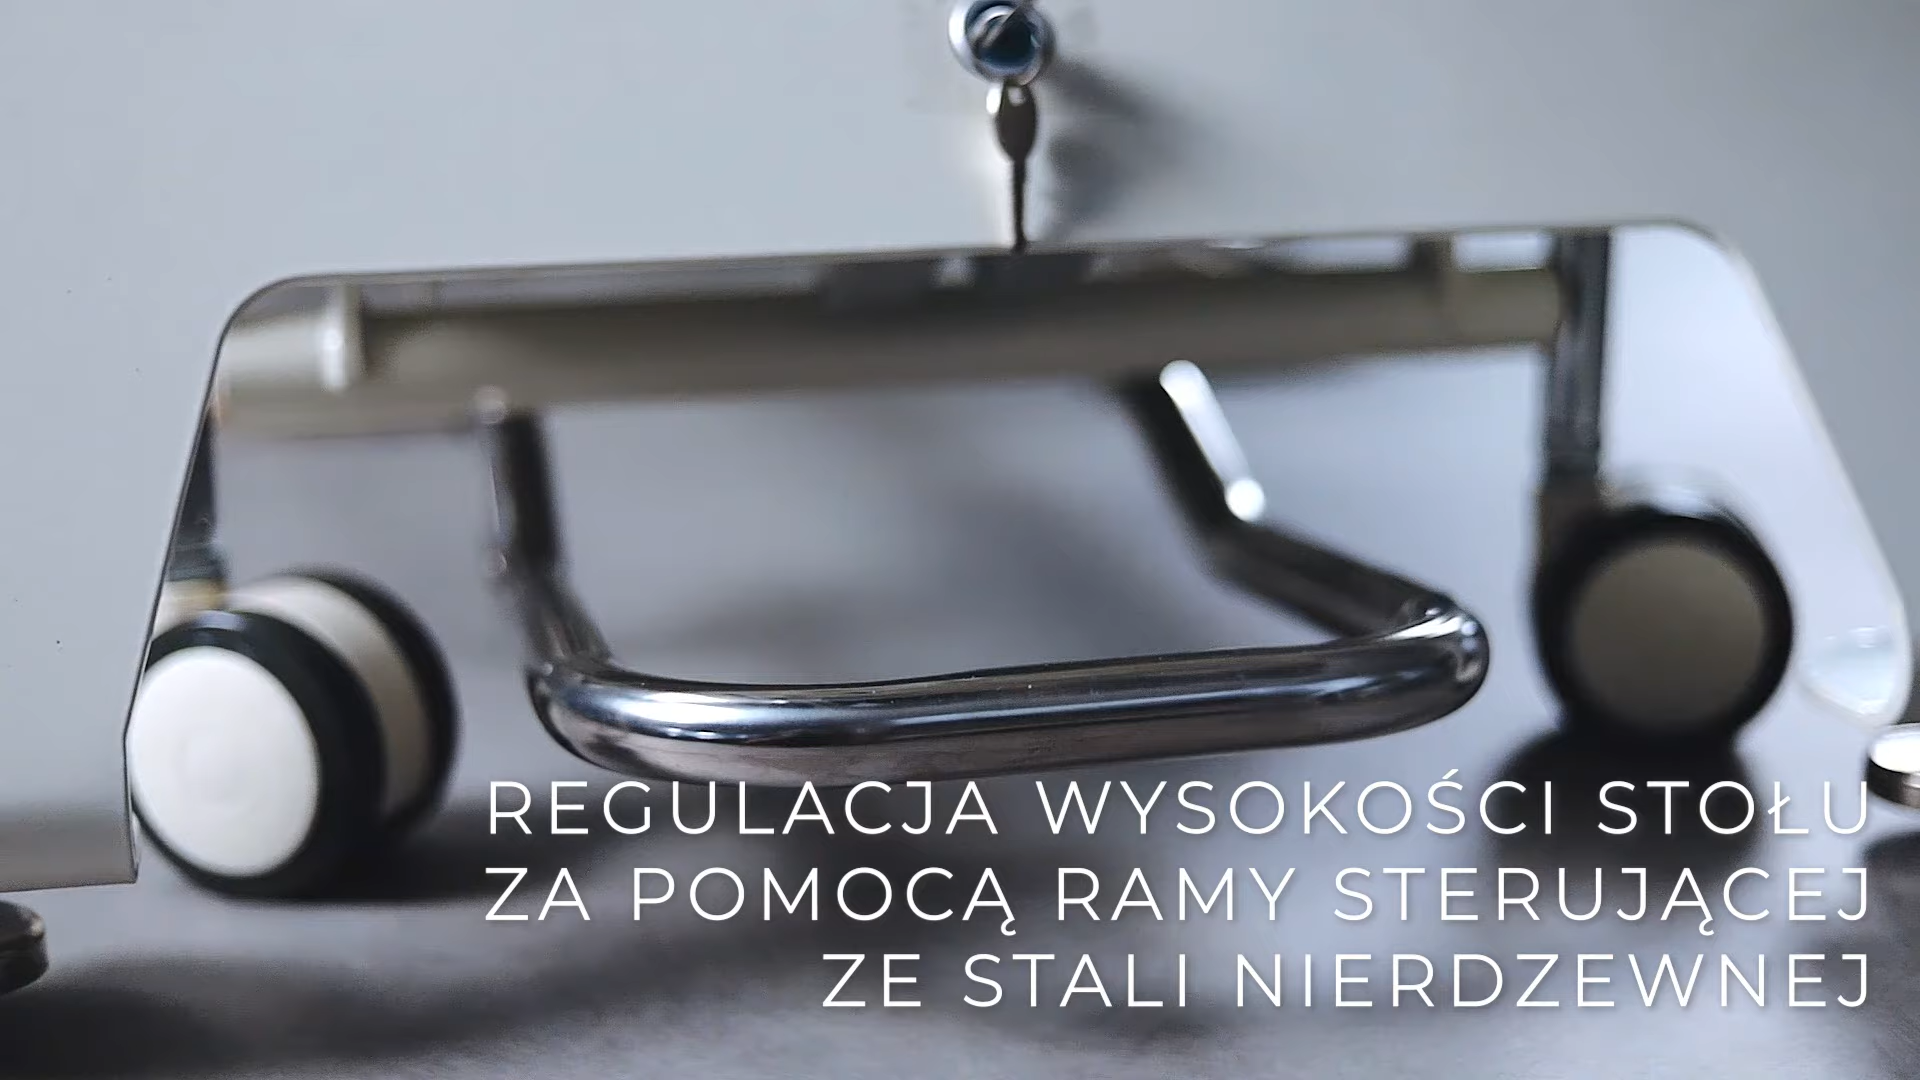 REGULACJA WYSOKOŚCI STOŁU
ZA POMOCĄ RAMY STERUJĄCEJ
ZE STALI NIERDZEWNEJ